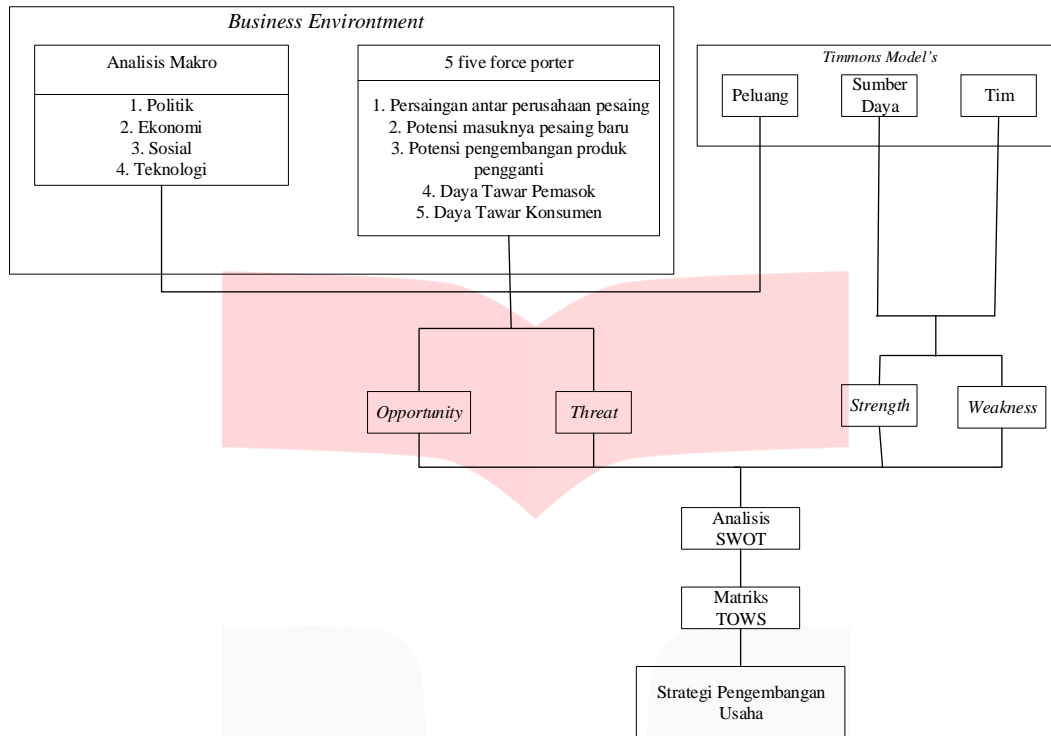 Business Environtment
Analisis Makro
1. Politik
2. Ekonomi
3. Sosial
4. Teknologi
5 five force porter
1. Persaingan antar perusahaan pesaing
2. Potensi masuknya pesaing baru
3. Potensi pengembangan produk
pengganti
4. Daya Tawar Pemasok
5. Daya Tawar Konsumen
Timmons Model's
Peluang
Sumber
Daya
Tim
Opportunity
Threat
Strength
Weakness
Analisis
SWOT
Matriks
TOWS
Strategi Pengembangan
Usaha